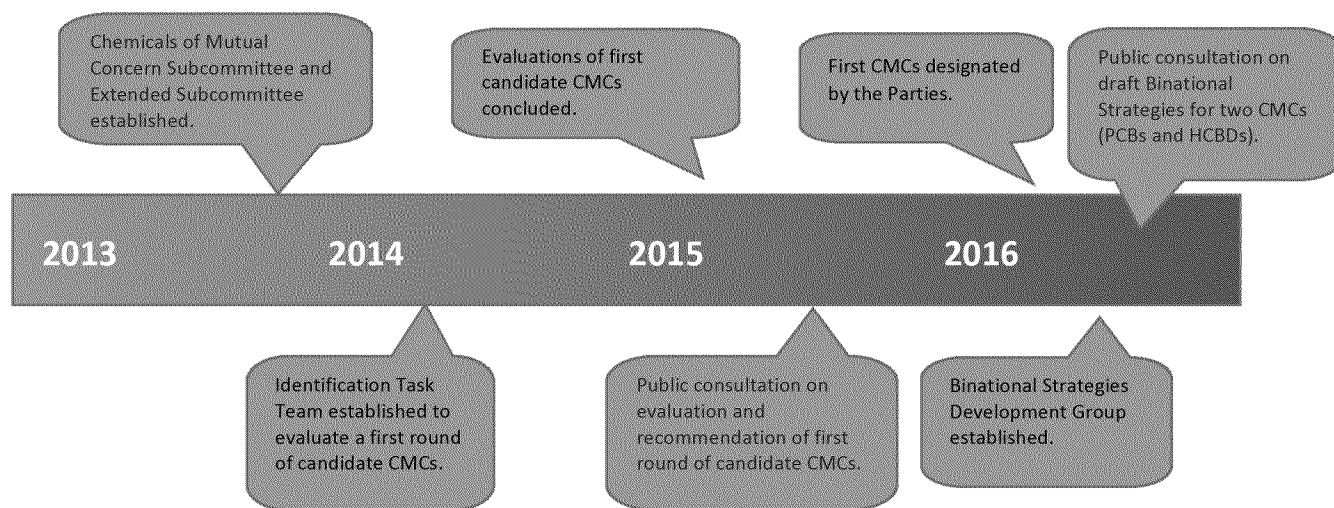 Chemicals of Mutual
Concern Subcommittee and
Extended Subcommittee
established.
Evaluations of first
candidate CMCs
concluded.
First CMCs designated
by the Parties.
Public consultation on
draft Binational
Strategies for two CMCs
(PCBs and HCBDs).
2013
2014
2015
2016
Identification Task
Team established to
evaluate a first round
of candidate CMCs.
Public consultation on
evaluation and
recommendation of first
round of candidate CMCs.
Binational Strategies
Development Group
established.